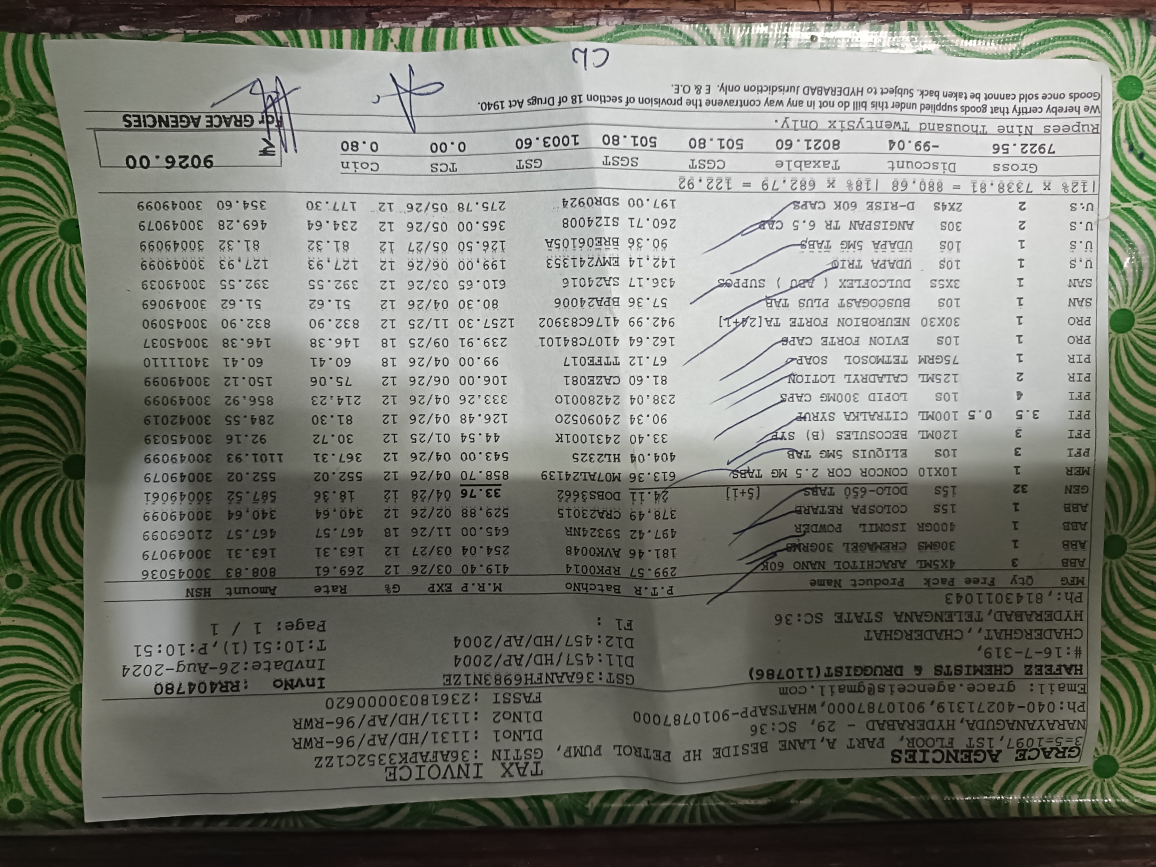 GRACE AGENCIES TAX INVOICE
3=5=1097,1ST FLOOR, PART A,LANE BESIDE HP PETROL PUMP, GSTIN :36AFAPK3352C1ZZ
NARAYANAGUDA,HYDERABAD - 29, SC:36 DLNO1 :1131/HD/AP/96-RWR
Ph:040-40271319,9010787000,WHATSAPP-9010787000 DLNO2 :1131/HD/AP/96-RWR
Email: grace.agenceis@gmail.com FASSI :23618030000620
HAFEEZ CHEMISTS & DRUGGIST(110786) GST:36AANFH6983N1ZE InvNo :RR404780
#:16-7-319, D11:457/HD/AP/2004 InvDate:26-Aug-2024
CHADERGHAT,,CHADERGHAT D12:457/HD/AP/2004 T:10:51(1),P:10:51
HYDERABAD,TELENGANA STATE SC:36 F1 : Page: 1 / 1
Ph:,8143011043
MFG Qty Free Pack Product Name P.T.R BatchNo M.R.P EXP G% Rate Amount HSN
ABB 3 4X5ML ARACHITOL NANO 60K 299.57 RPK0014 419.40 03/26 12 269.61 808.83 30045036
ABB 1 30GMS CREMAGEL 30GRMS 181.46 AVK0048 254.04 03/27 12 163.31 163.31 30049079
ABB 1 400GR ISOMIL POWDER 497.42 59324NR 645.00 11/26 18 467.57 467.57 21069099
ABB 1 15S COLOSPA RETARD 378,49 CRA23015 529,88 02/26 12 340,64 340,64 30049099
GEN 32 15S DOLO-650 TABS [5+1] 24.11 DOBS3662 33.76 04/28 12 18.36 587.52 30049061
MER 1 10X10 CONCOR COR 2.5 MG TABS 613.36 MO7ALZ4139 858.70 04/26 12 552.02 552.02 30049079
PFI 3 10S ELIQUIS 5MG TAB 404.04 HL2325 543.00 04/26 12 367.31 1101.93 30049099
PFI 3 120ML BECOSULES (B) SYP 33.40 2431001K 44.54 01/25 12 30.72 92.16 30045039
PFI 3.5 0.5 100ML CITRALKA SYRUP 90.34 24090520 126.48 04/26 12 81.30 284.55 30042019
PFI 4 10S LOPID 300MG CAPS 238.04 24280010 333.26 04/26 12 214.23 856.92 30049099
PIR 2 125ML CALADRYL LOTION 81.60 CAZE081 106.00 06/26 12 75.06 150.12 30049099
PIR 1 75GRM TETMOSOL SOAP 67.12 TTFE017 99.00 04/26 18 60.41 60.41 34011110
PRO 1 10S EVION FORTE CAPS 162.64 4107C84101 239.91 09/25 18 146.38 146.38 30045037
PRO 1 30X30 NEUROBION FORTE TA[24+1] 942.99 4176C83902 1257.30 11/25 12 832.90 832.90 30045090
SAN 1 10S BUSCOGAST PLUS TAB 57.36 BPA24006 80.30 04/26 12 51.62 51.62 30049069
SAN 1 3X5S DULCOFLEX ( ADU ) SUPPOS 436.17 SA24016 610.65 03/26 12 392.55 392.55 30049039
U.S 1 10S UDAPA TRIO 142,14 EMV241353 199,00 06/26 12 127,93 127,93 30049099
U.S 1 10S UDAPA 5MG TABS 90.36 BRE06105A 126.50 05/27 12 81.32 81.32 30049099
U.S 2 30S ANGISPAN TR 6.5 CAP 260.71 SI24008 365.00 05/26 12 234.64 469.28 30049079
U.S 2 2X4S D-RISE 60K CAPS 197.00 SDR0924 275.78 05/26 12 177.30 354.60 30049099
|12% x 7338.81 = 880,68 |18% x 682,79 = 122,92
Gross Discount Taxable CGST SGST GST TCS Coin
7922.56 -99.04 8021.60 501.80 501.80 1003.60 0.00 0.80 9026.00
Rupees Nine Thousand TwentySix Only.
We hereby certify that goods supplied under this bill do not in any way contravene the provision of section 18 of Drugs Act 1940. For GRACE AGENCIES
Goods once sold cannot be taken back. Subject to HYDERABAD Jurisdiction only. E & O.E